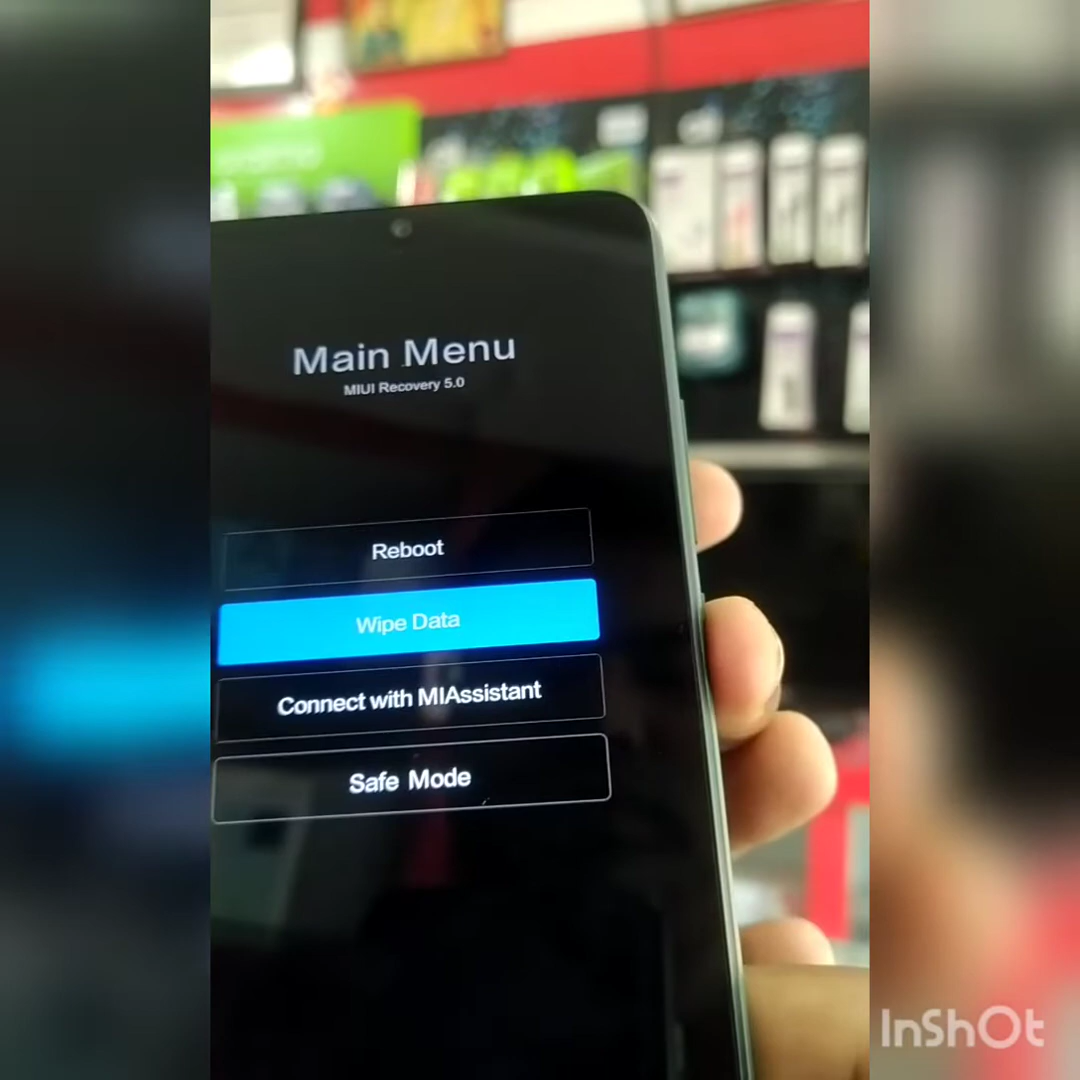 Main Menu
MIUI Recovery 5.0
Reboot
Wipe Data
Connect with MIAssistant
Safe Mode
InShOt